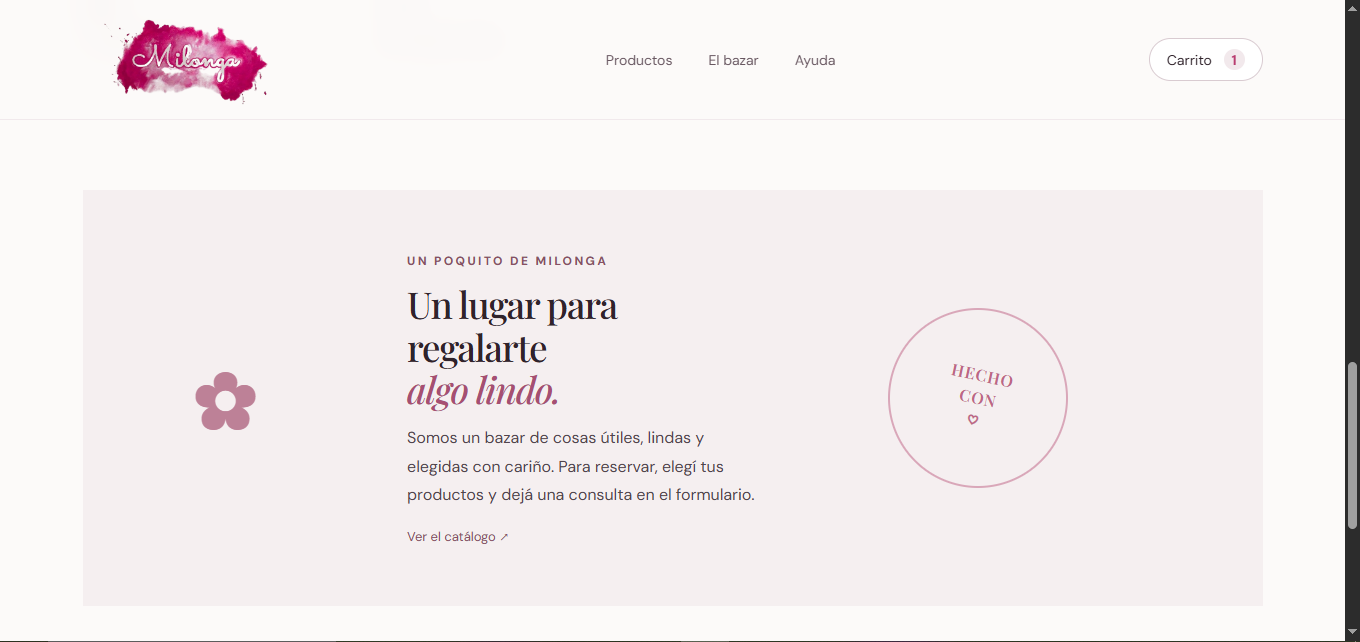 Milonga
Productos
El bazar
Ayuda
Carrito 1
UN POQUITO DE MILONGA
Un lugar para
regalarte
algo lindo.
Somos un bazar de cosas útiles, lindas y
elegidas con cariño. Para reservar, elegí tus
productos y dejá una consulta en el formulario.
Ver el catálogo ↗
HECHO
CON
♡